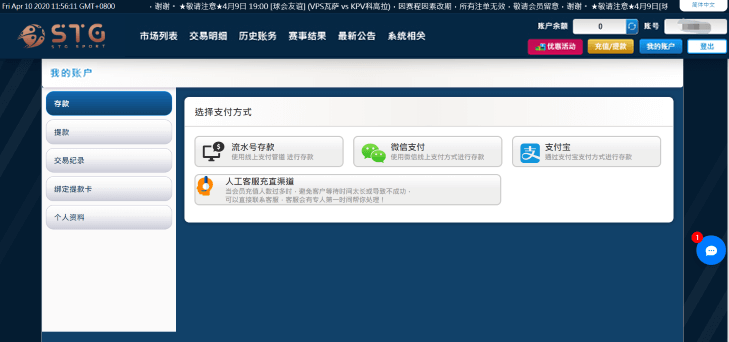 Fri Apr 10 2020 11:56:11 GMT+0800
，谢谢。 ★敬请注意★4月9日 19:00 [球会友谊] (VPS瓦萨 vs KPV科高拉)，因赛程因素改期，所有注单无效，敬请会员留意，谢谢。 ★敬请注意★4月9日[球
简体中文
STG
STG SPORT
市场列表 交易明细 历史账务 赛事结果 最新公告 系统相关
账户余额 0 账号
优惠活动 充值/提款 我的账户 登出
我的账户
存款
提款
交易纪录
绑定提款卡
个人资料
选择支付方式
流水号存款
使用线上支付管道 进行存款
微信支付
使用微信线上支付方式进行存款
支付宝
通过支付宝支付方式进行存款
人工客服充直渠道
当会员充值人数过多时，避免客户等待时间太长或导致不成功，
可以直接联系客服，客服会有专人第一时间帮你处理！
1